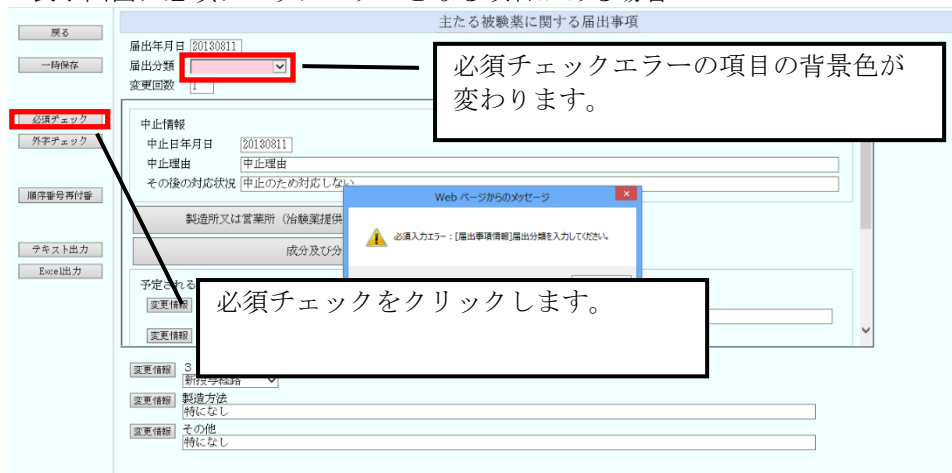 主たる被験薬に関する届出事項
戻る
一時保存
必須チェック
外字チェック
順序番号再付番
テキスト出力
Excel出力
届出年月日 20130811
届出分類
変更回数 1
必須チェックエラーの項目の背景色が
変わります。
中止情報
中止日年月日 20130811
中止理由 中止理由
その後の対応状況 中止のため対応しない
製造所又は営業所（治験薬提供
成分及び分
Web ページからのメッセージ
必須入力エラー：[届出事項情報]届出分類を入力してください。
予定される
変更情報
変更情報
必須チェックをクリックします。
変更情報 3
新投与経路
変更情報 製造方法
特になし
変更情報 その他
特になし